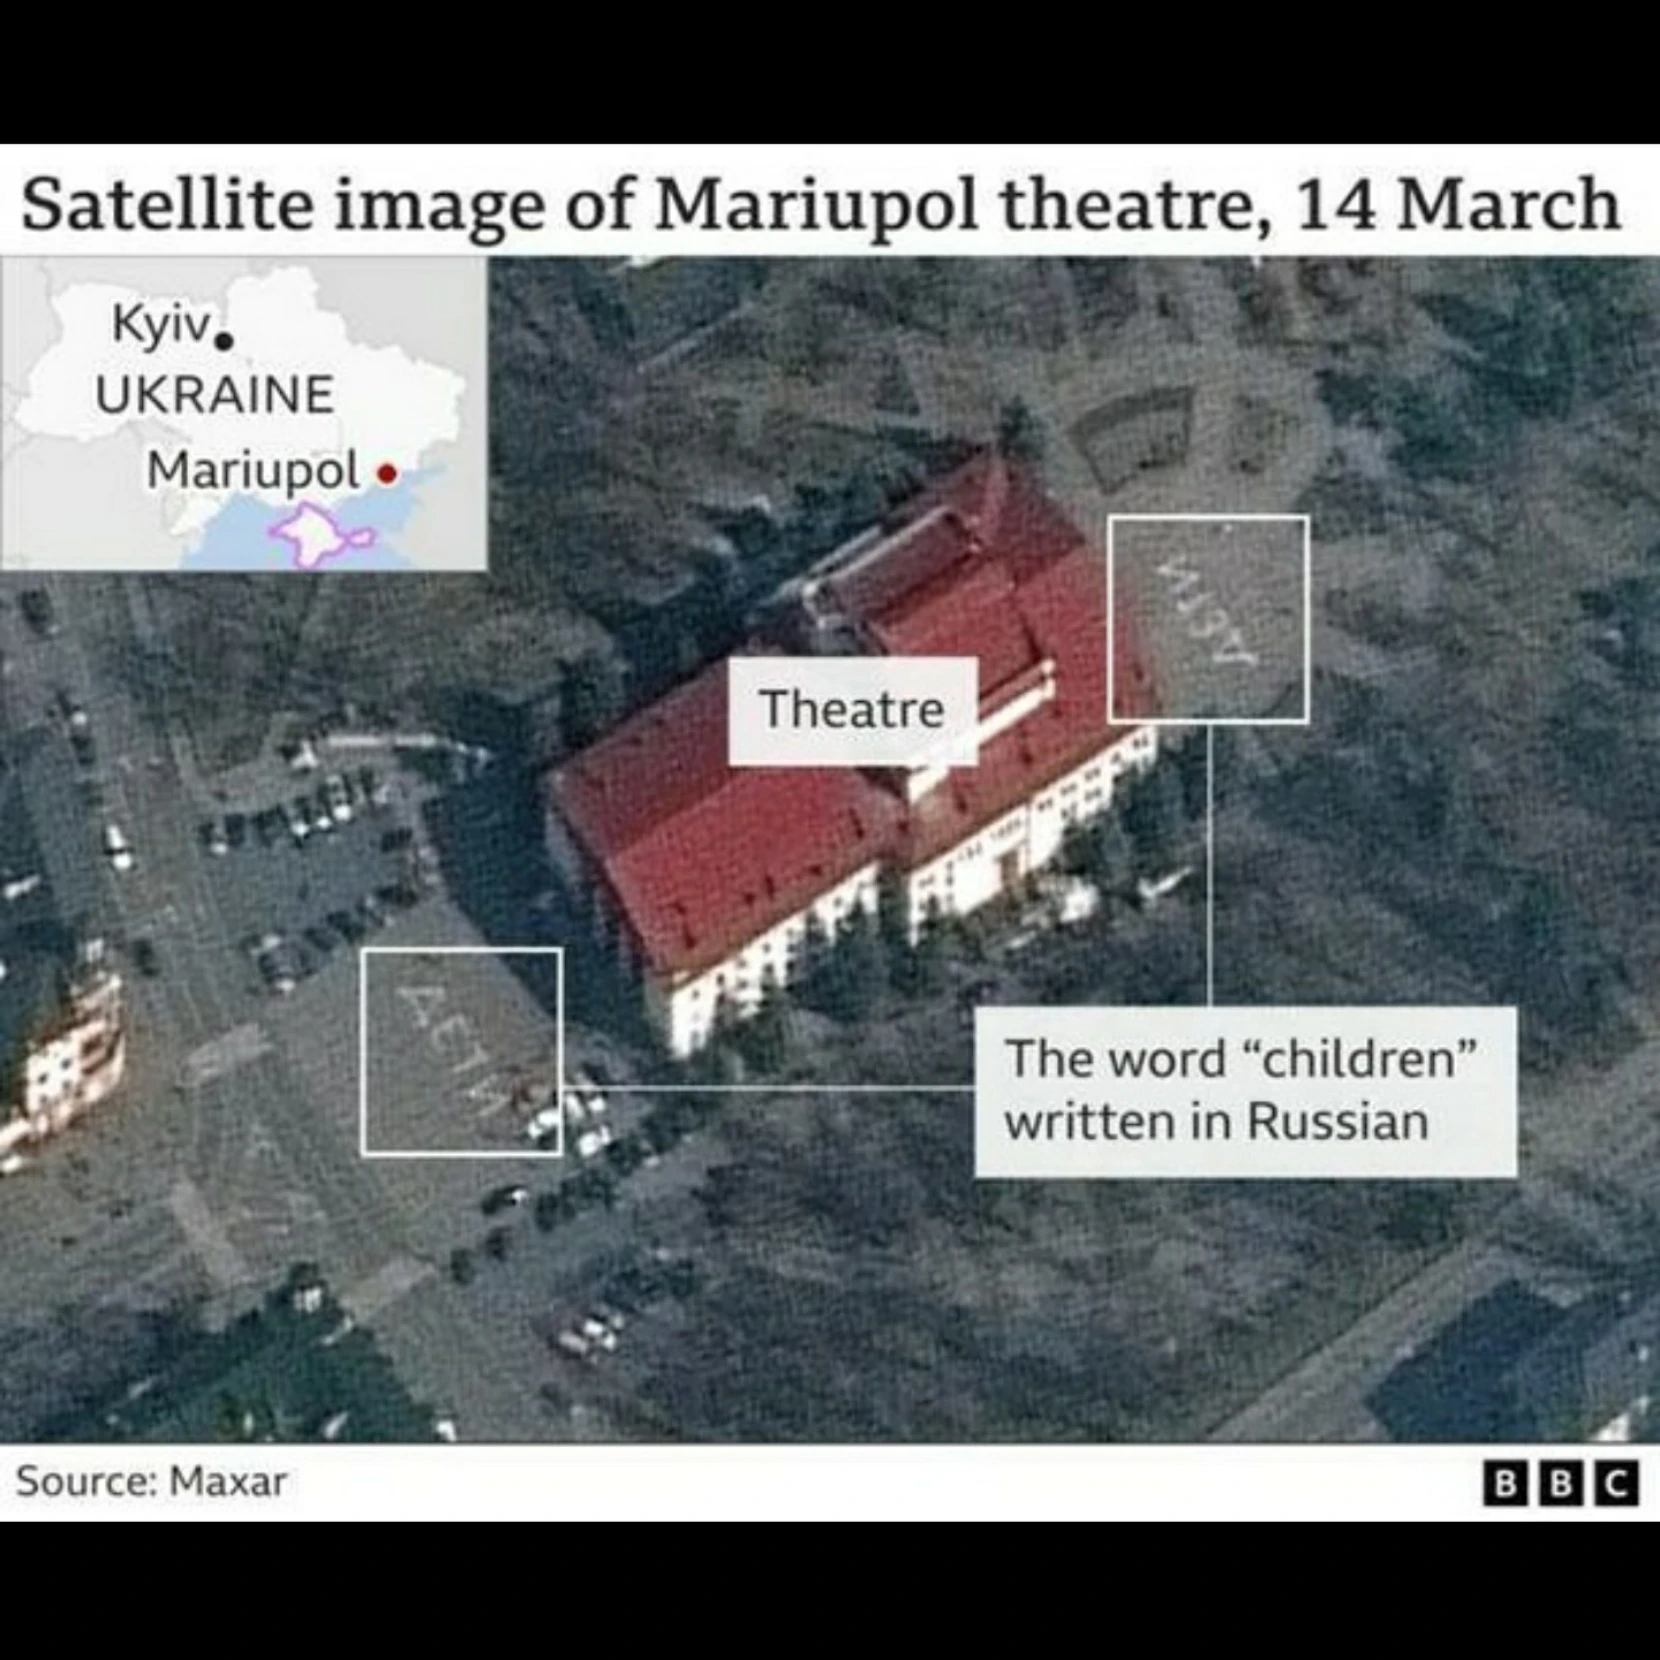 Satellite image of Mariupol theatre, 14 March
Kyiv
UKRAINE
Mariupol
ДЕТИ
Theatre
ДЕТИ
The word “children”
written in Russian
Source: Maxar
BBC